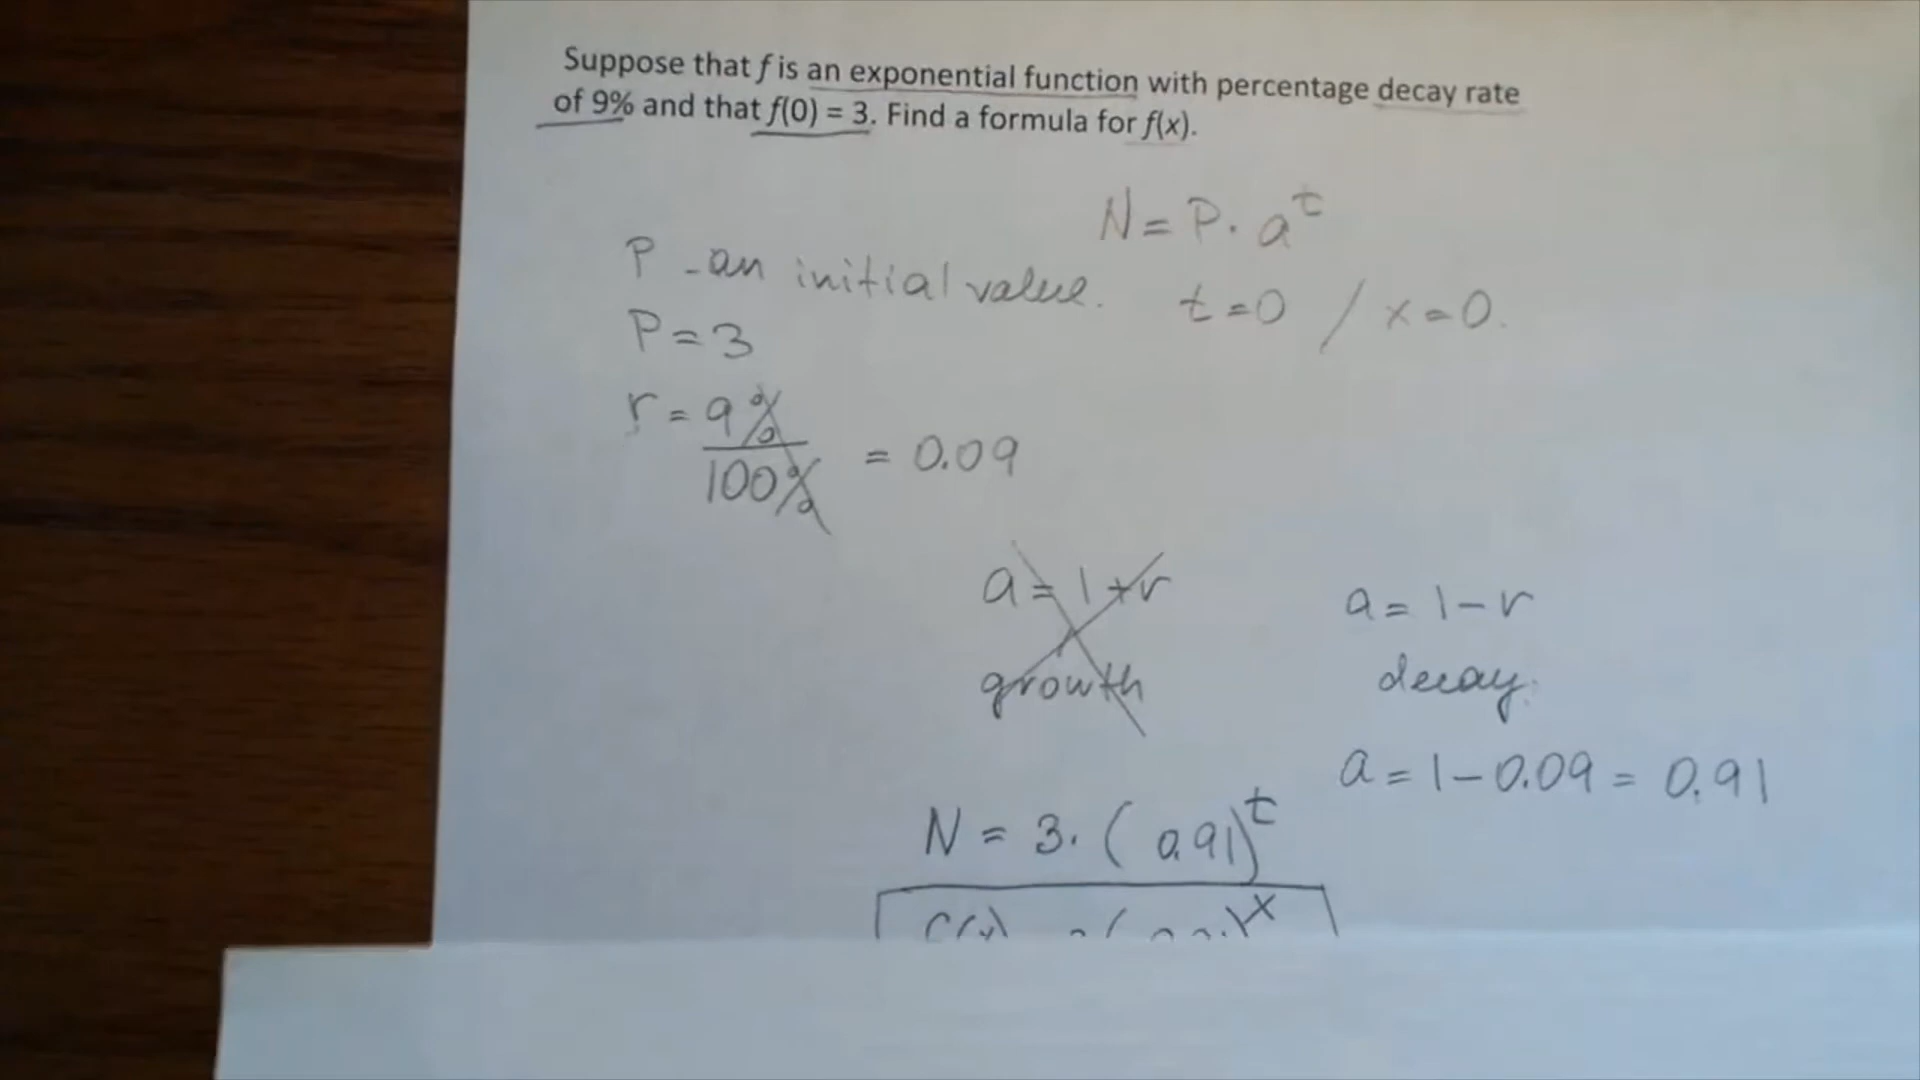 Suppose that f is an exponential function with percentage decay rate
of 9% and that f(0) = 3. Find a formula for f(x).
N = P. a^t
P - an initial value. t = 0 / x = 0.
P = 3
r = 9% / 100% = 0.09
a = 1 + r
growth
a = 1 - r
decay.
a = 1 - 0.09 = 0.91
N = 3. (0.91)^t